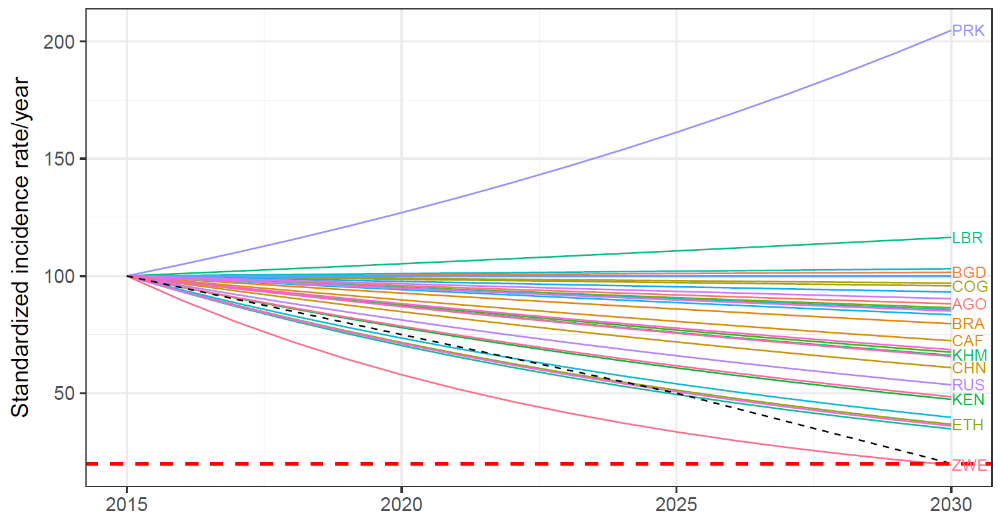 Standardized incidence rate/year
200
150
100
50
2015
2020
2025
2030
PRK
LBR
BGD
COG
AGO
BRA
CAF
KHM
CHN
RUS
KEN
ETH
ZWE